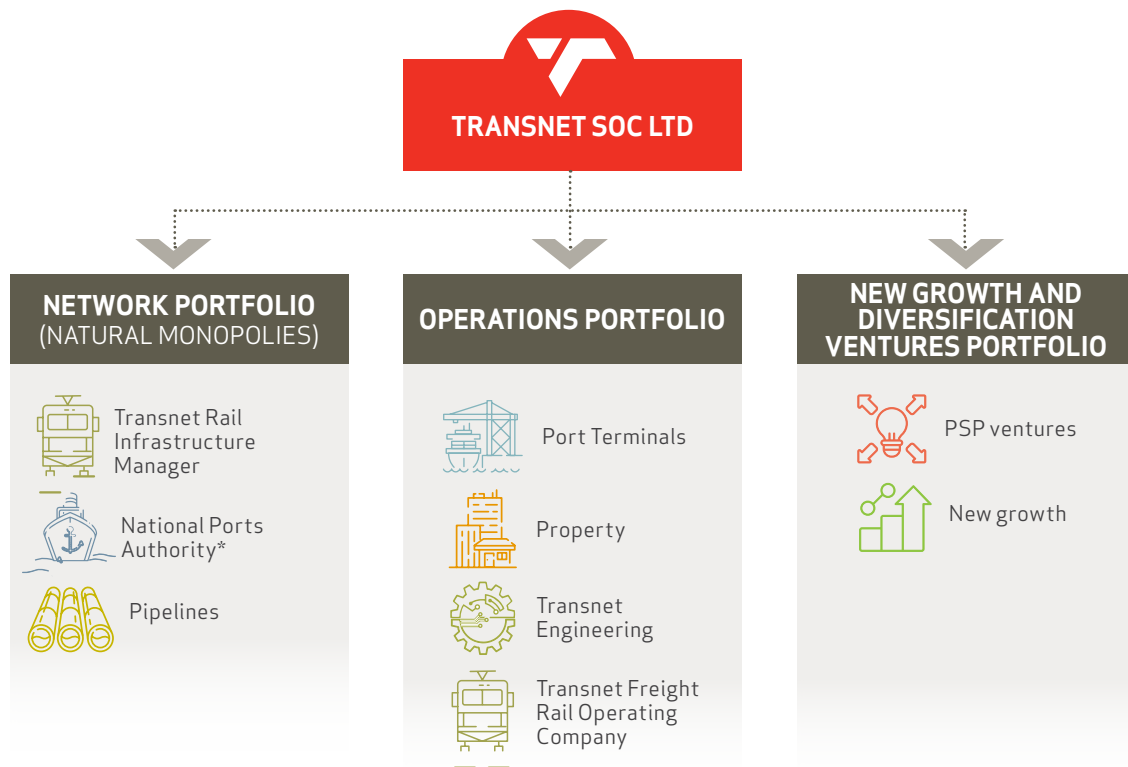 TRANSNET SOC LTD
NETWORK PORTFOLIO
(NATURAL MONOPOLIES)
Transnet Rail
Infrastructure
Manager
National Ports
Authority*
Pipelines
OPERATIONS PORTFOLIO
Port Terminals
Property
Transnet
Engineering
Transnet Freight
Rail Operating
Company
NEW GROWTH AND
DIVERSIFICATION
VENTURES PORTFOLIO
PSP ventures
New growth